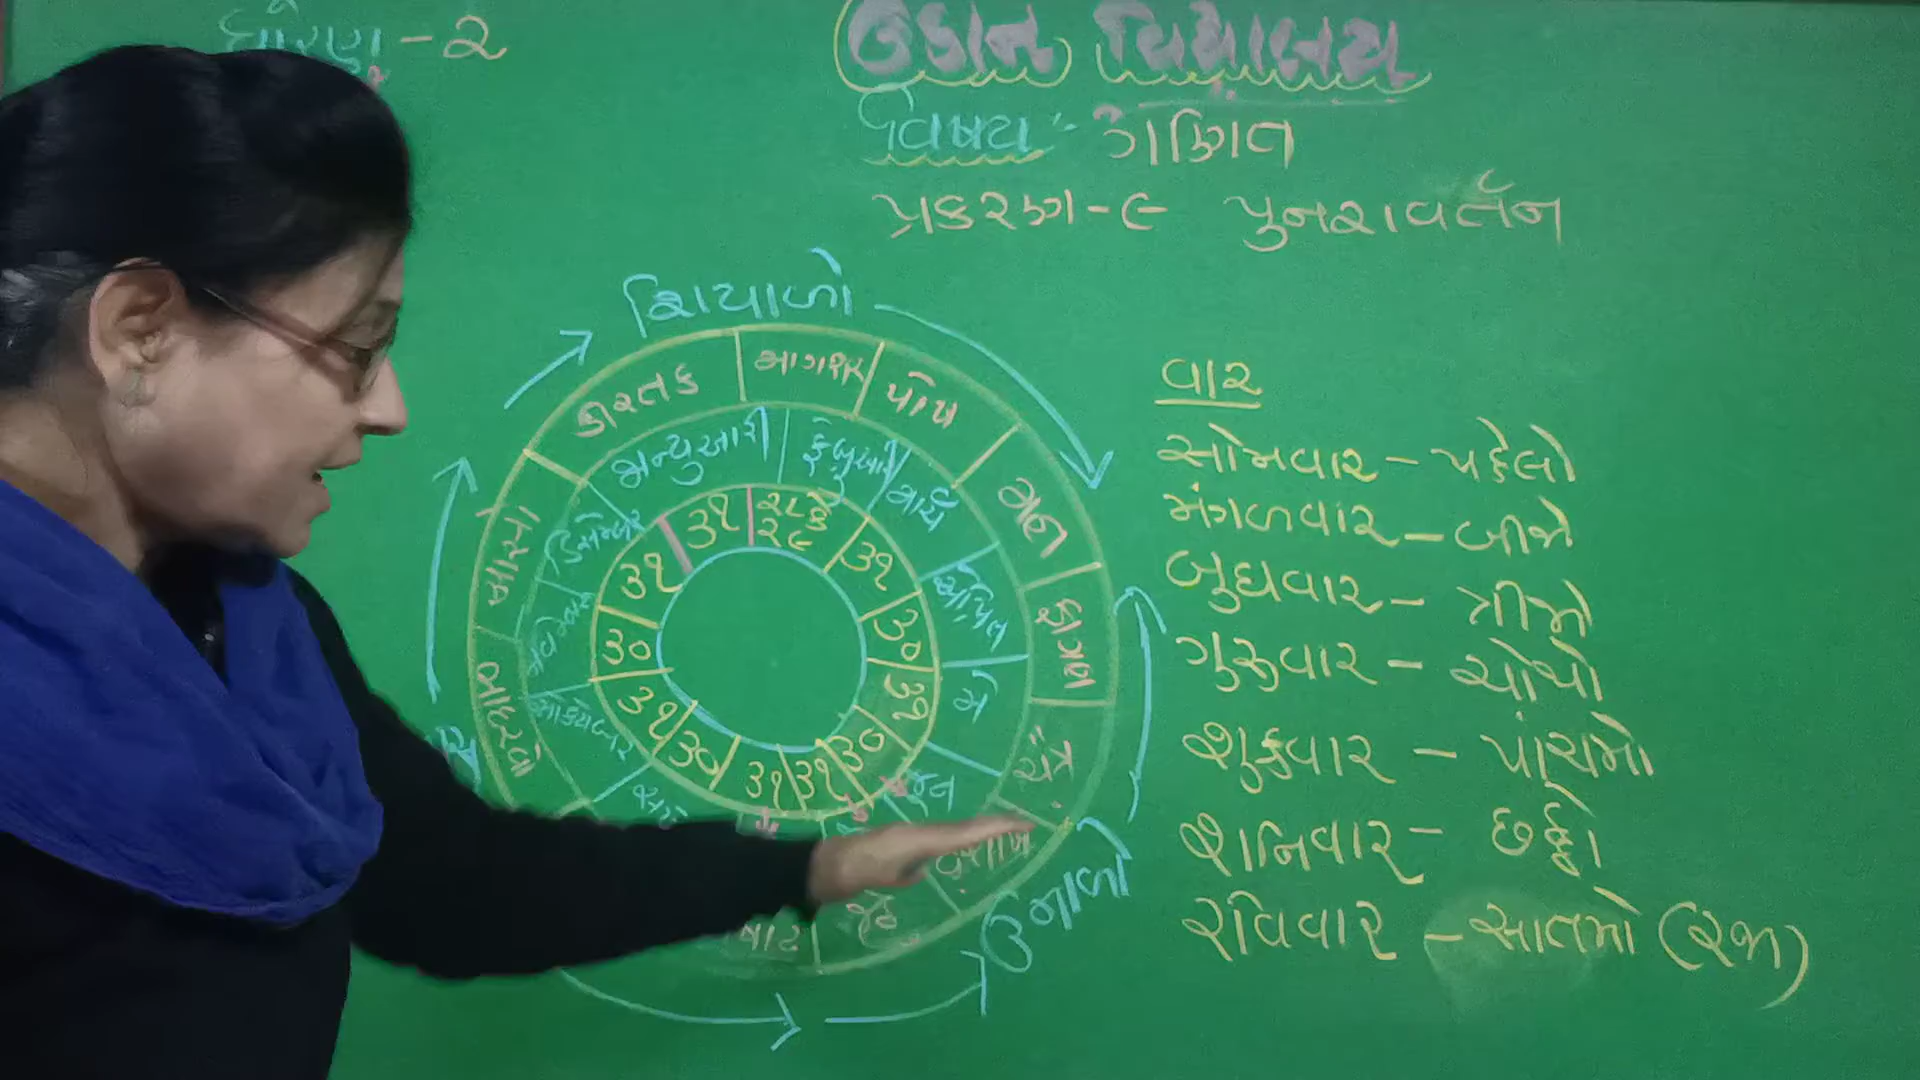 ધોરણ - ૨
ઉડાન વિદ્યાલય
વિષય :- ગણિત
પ્રકરણ - ૯ પુનરાવર્તન
શિયાળો
કારતક
માગશર
પોષ
મહા
ફાગણ
ચૈત્ર
વૈશાખ
જેઠ
ભાદરવો
આસો
જાન્યુઆરી
ફેબ્રુઆરી
માર્ચ
એપ્રિલ
મે
જૂન
ઓક્ટોબર
નવેમ્બર
ડિસેમ્બર
૩૧
૨૮ કે ૨૯
૩૧
૩૦
૩૧
૩૦
૩૧
૩૧
૩૦
૩૧
૩૦
૩૧
ઉનાળો
વાર
સોમવાર - પહેલો
મંગળવાર - બીજો
બુધવાર - ત્રીજો
ગુરુવાર - ચોથો
શુક્રવાર - પાંચમો
શનિવાર - છઠ્ઠો
રવિવાર - સાતમો (રજા)